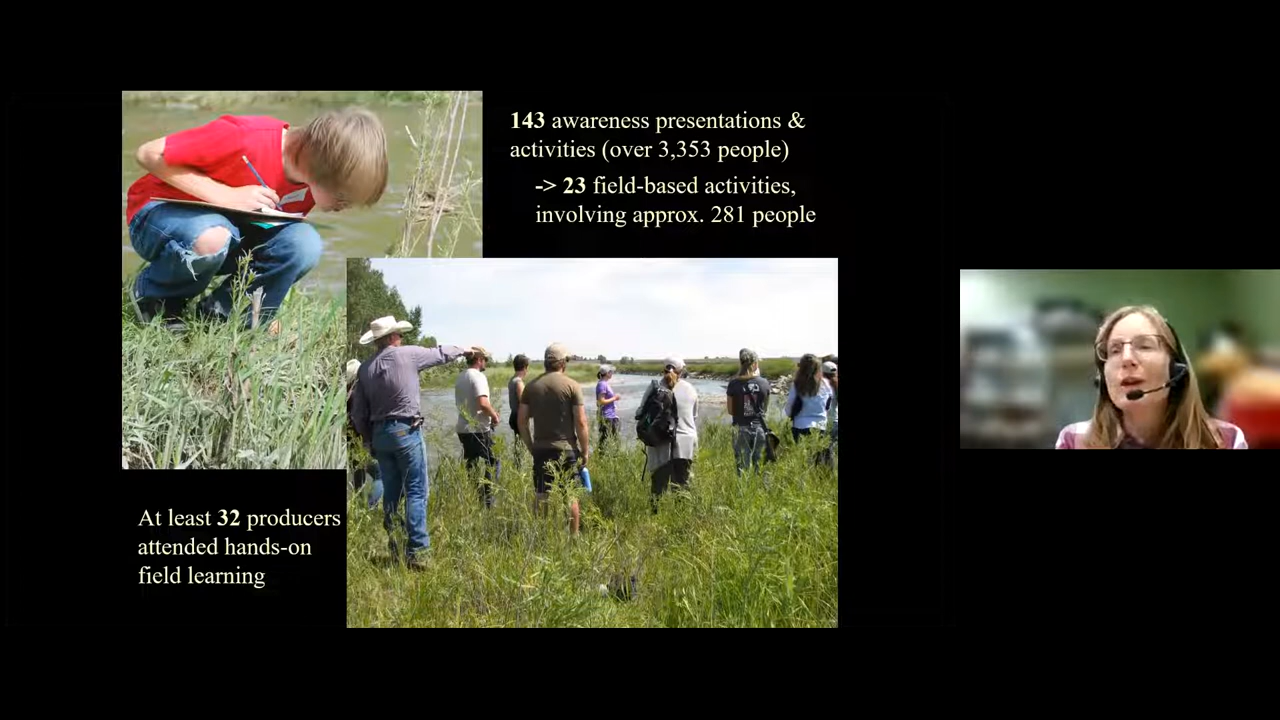 143 awareness presentations &
activities (over 3,353 people)
-> 23 field-based activities,
involving approx. 281 people
At least 32 producers
attended hands-on
field learning